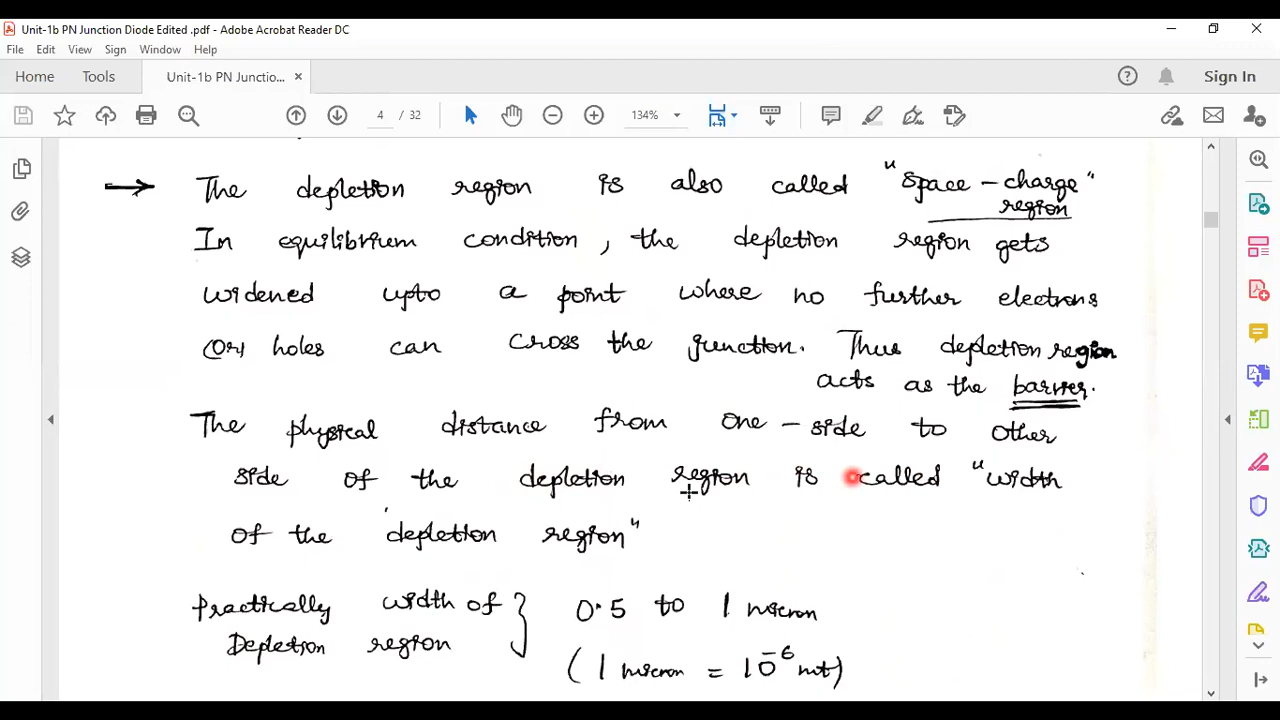 Unit-1b PN Junction Diode Edited .pdf - Adobe Acrobat Reader DC
File Edit View Sign Window Help
Home Tools Unit-1b PN Junctio... × Sign In
4 / 32 134%
→ The depletion region is also called "space-charge"
region
In equilibrium condition, the depletion region gets
widened upto a point where no further electrons
(or) holes can cross the junction. Thus depletion region
acts as the barrier.
The physical distance from one-side to other
side of the depletion region is called "width
of the depletion region"
Practically width of } 0.5 to 1 micron
Depletion region
(1 micron = 10⁻⁶ mt)